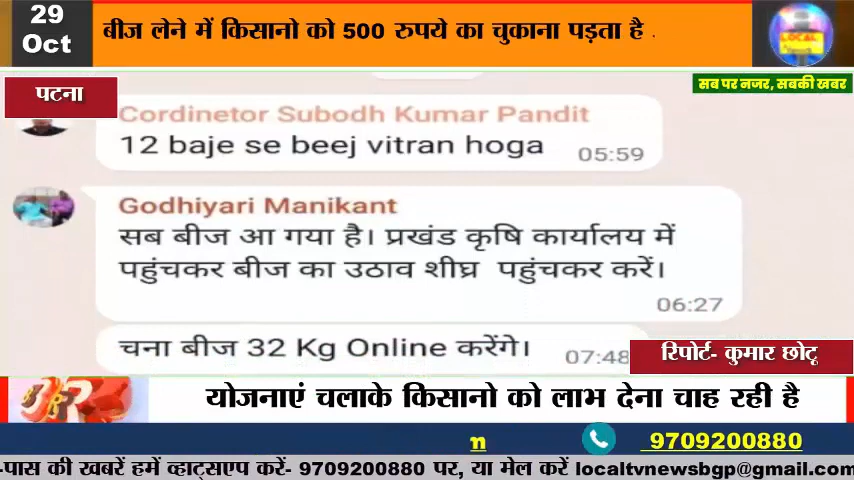 29
Oct
बीज लेने में किसानो को 500 रुपये का चुकाना पड़ता है .
LOCAL
News
सब पर नजर, सबकी खबर
पटना
Cordinetor Subodh Kumar Pandit
12 baje se beej vitran hoga
05:59
Godhiyari Manikant
सब बीज आ गया है। प्रखंड कृषि कार्यालय में
पहुंचकर बीज का उठाव शीघ्र पहुंचकर करें।
06:27
चना बीज 32 Kg Online करेंगे।
07:48
रिपोर्ट- कुमार छोटू
योजनाएं चलाके किसानो को लाभ देना चाह रही है
n
9709200880
-पास की खबरें हमें व्हाट्सएप करें- 9709200880 पर, या मेल करें localtvnewsbgp@gmail.com